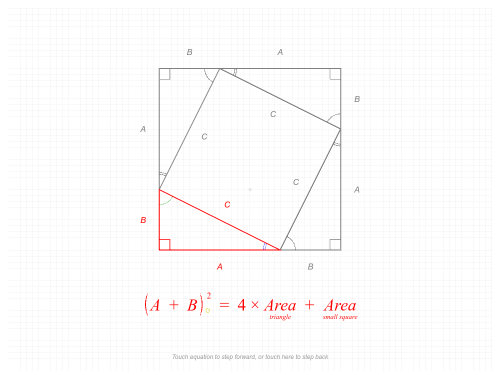 B A
B
C
A
C
C A
C
B
A B
(A + B)² = 4 × Area + Area
triangle small square
Touch equation to step forward, or touch here to step back.